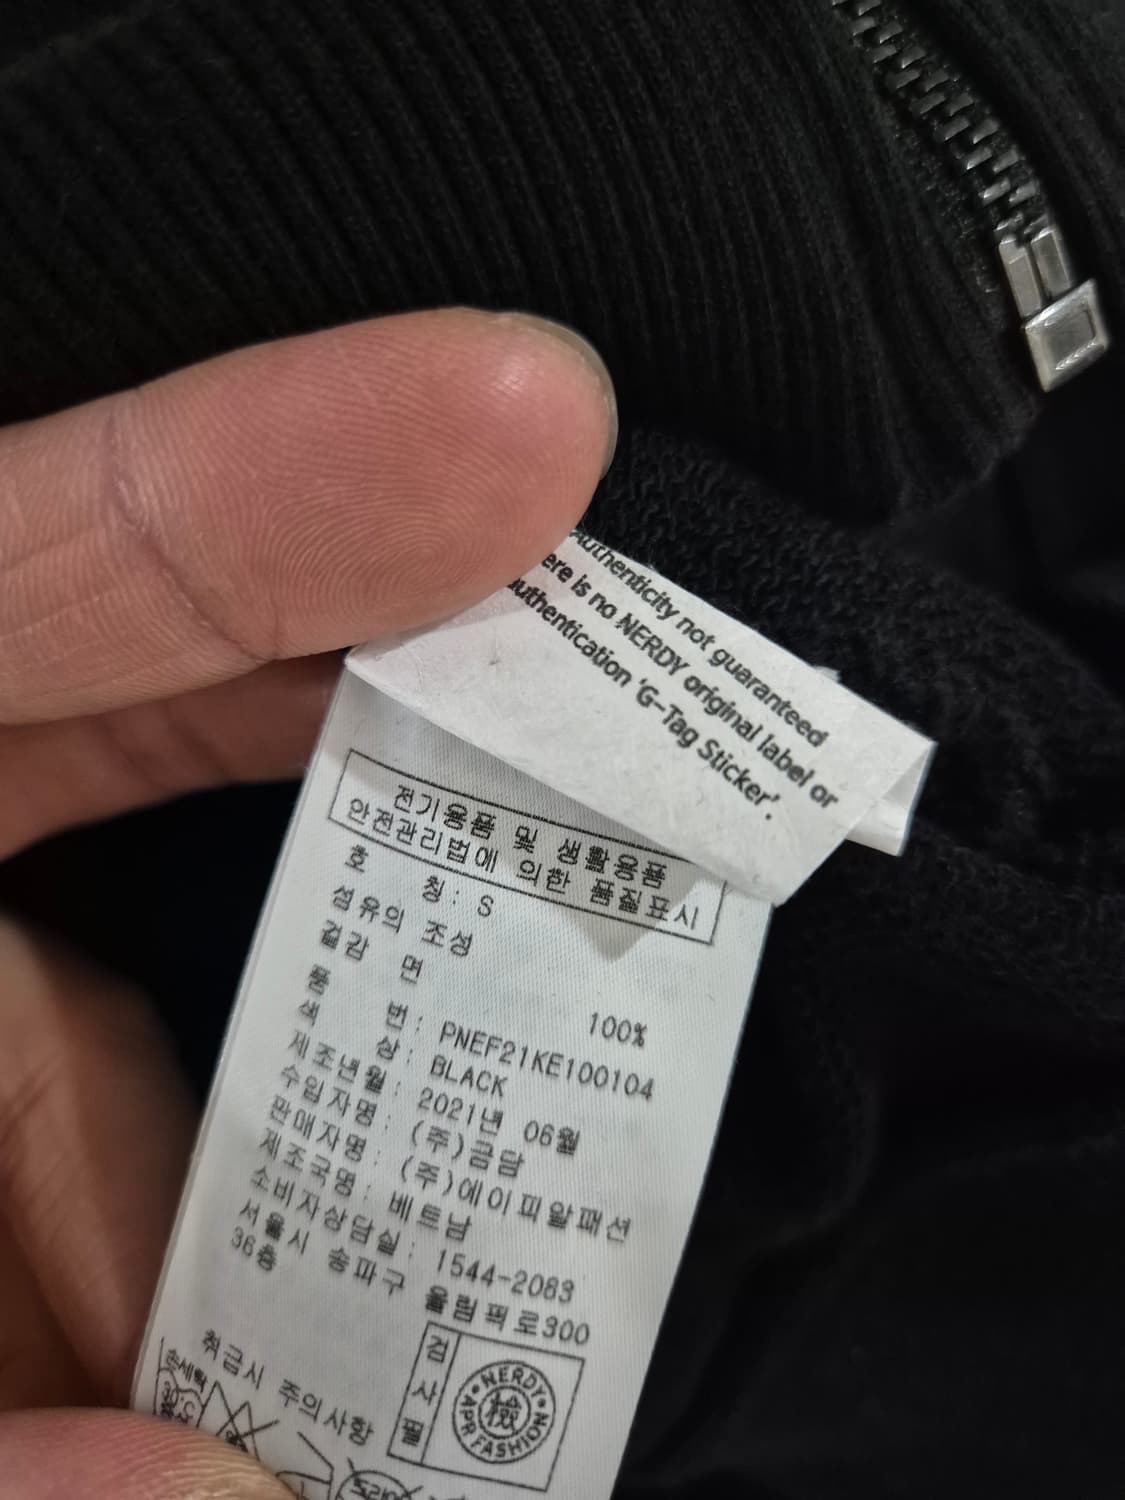 Authenticity not guaranteed
ere is no NERDY original label or
authentication 'G-Tag Sticker'.
전기용품 및 생활용품
안전관리법에 의한 품질표시
호 칭: S
섬유의 조성
겉감 면 100%
품 번: PNEF21KE100104
색 상: BLACK
제조년월: 2021년 06월
수입자명: (주)금담
판매자명: (주)에이피알패션
제조국명: 베트남
소비자상담실: 1544-2083
서울시 송파구 올림픽로300
36층
취급시 주의사항
손세탁
검사필
NERDY
檢
APR FASHION